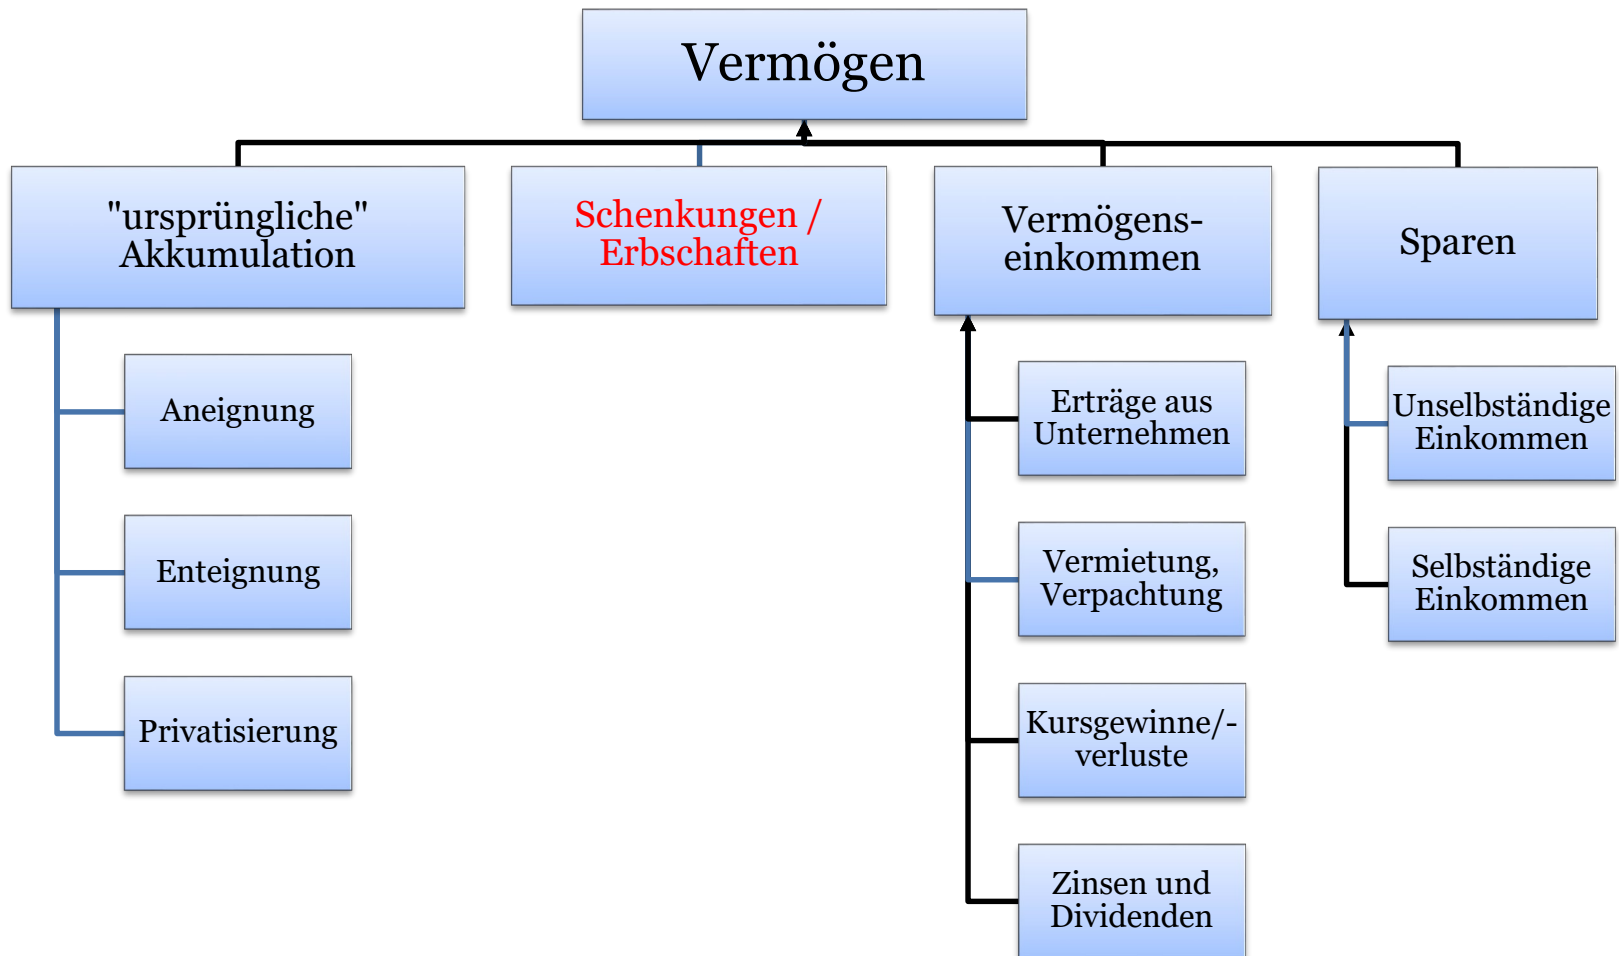 Vermögen
"ursprüngliche"
Akkumulation
Aneignung
Enteignung
Privatisierung
Schenkungen /
Erbschaften
Vermögens-
einkommen
Erträge aus
Unternehmen
Vermietung,
Verpachtung
Kursgewinne/-
verluste
Zinsen und
Dividenden
Sparen
Unselbständige
Einkommen
Selbständige
Einkommen